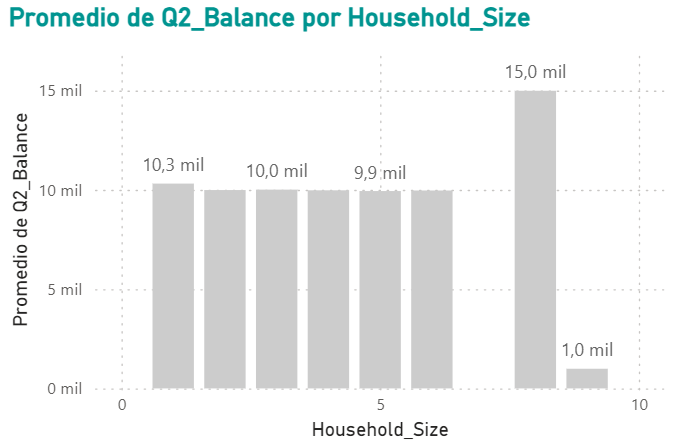 Promedio de Q2_Balance por Household_Size
Promedio de Q2_Balance
15 mil
10 mil
5 mil
0 mil
10,3 mil
10,0 mil
9,9 mil
15,0 mil
1,0 mil
0
5
10
Household_Size